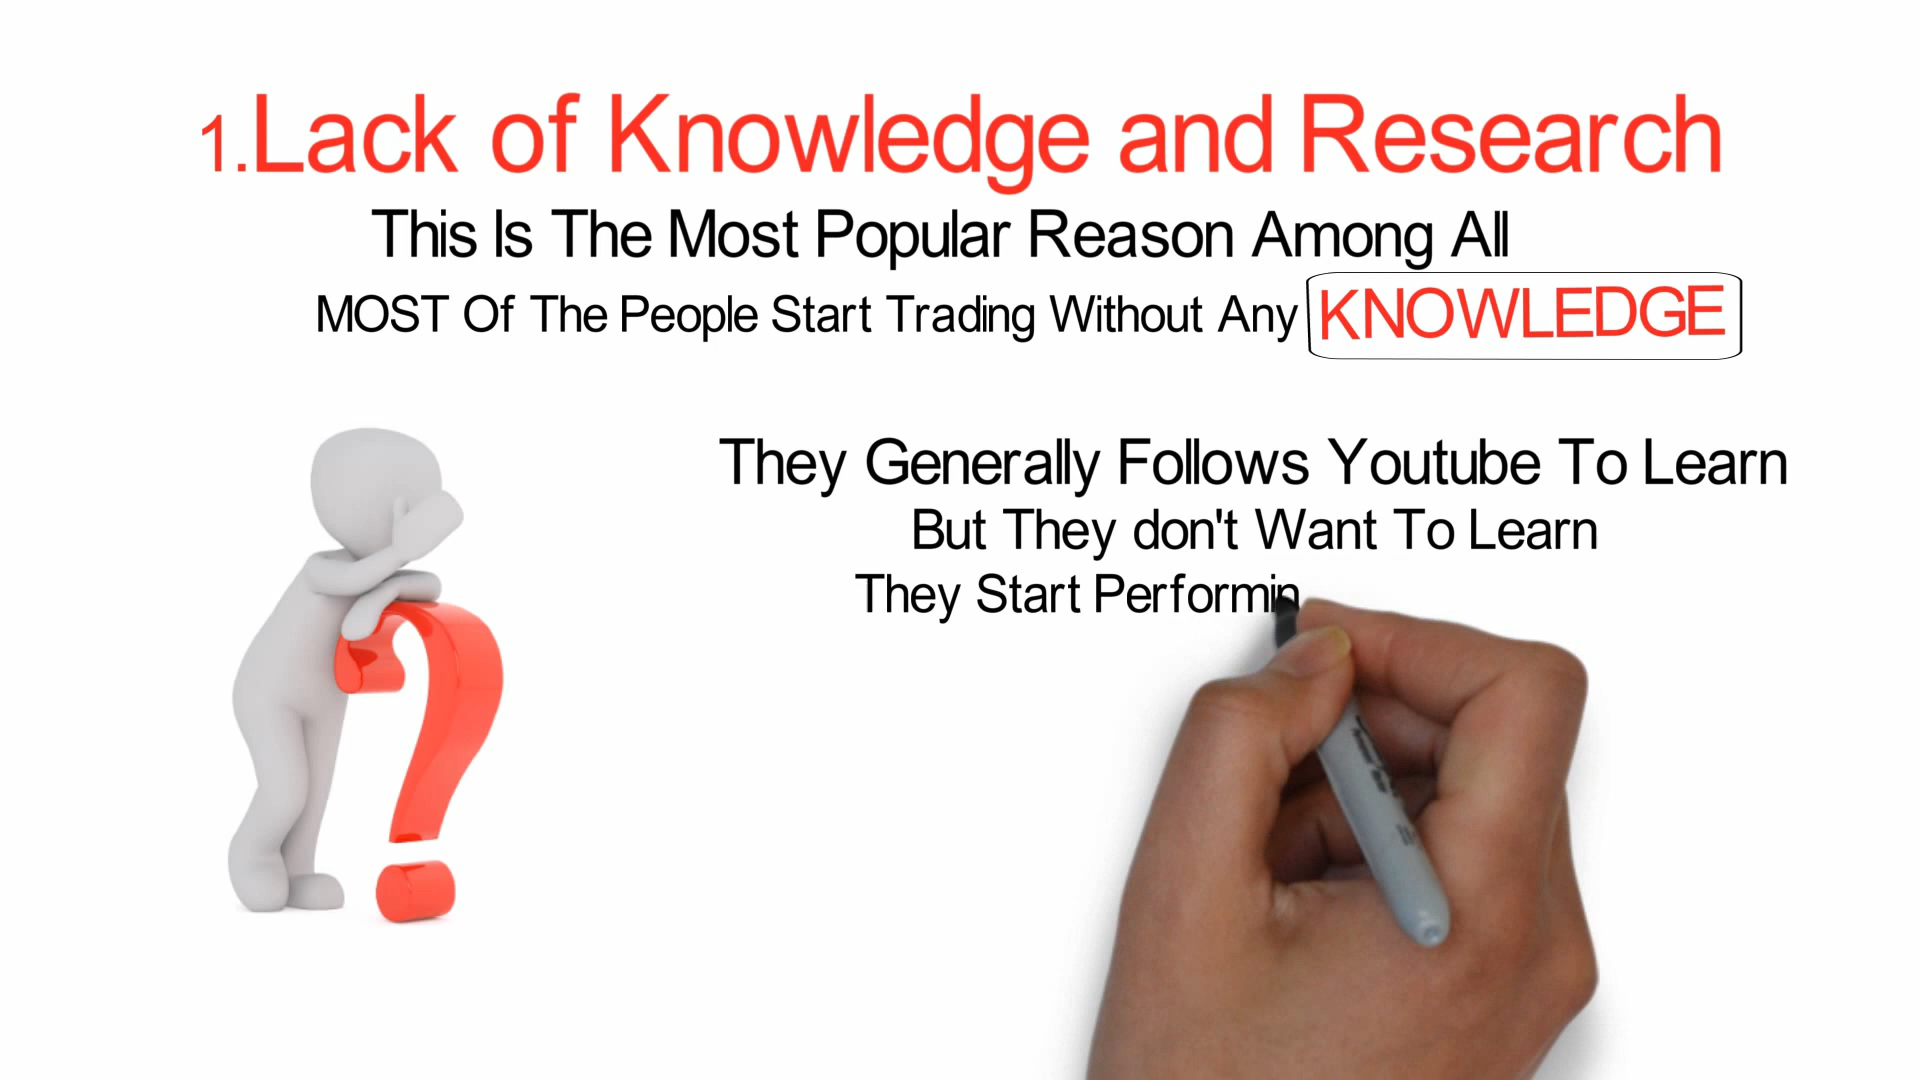 1.Lack of Knowledge and Research
This Is The Most Popular Reason Among All
MOST Of The People Start Trading Without Any KNOWLEDGE
They Generally Follows Youtube To Learn
But They don't Want To Learn
They Start Performin